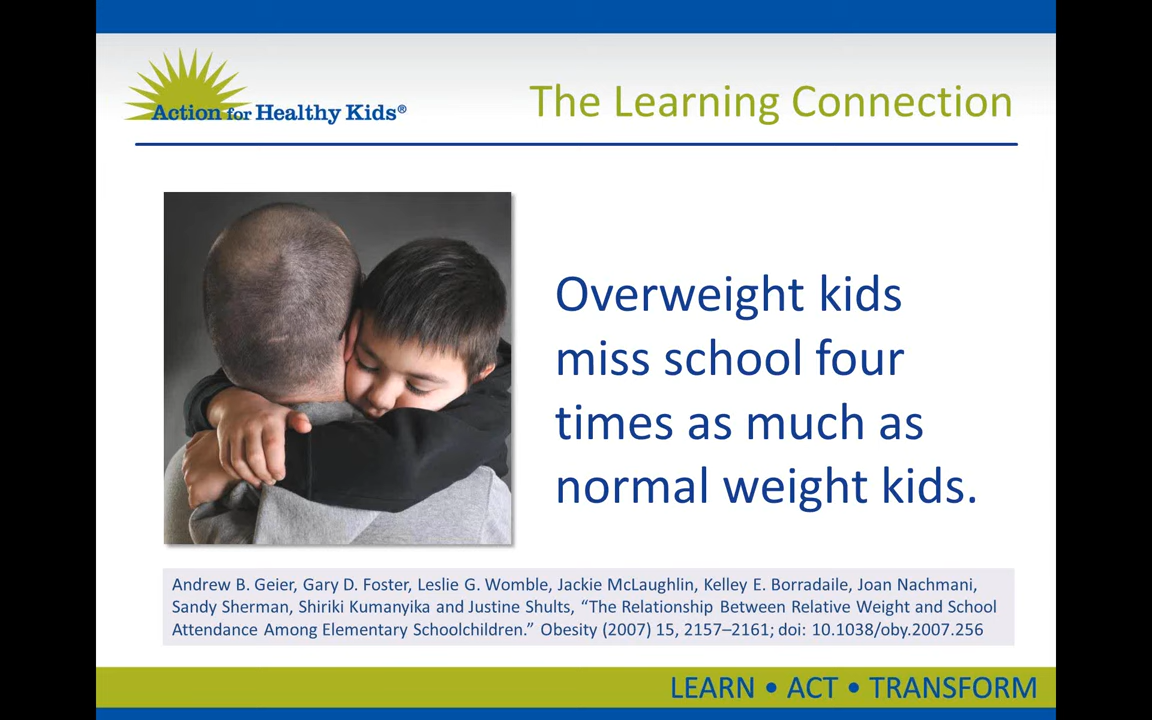 Action for Healthy Kids®
The Learning Connection
Overweight kids
miss school four
times as much as
normal weight kids.
Andrew B. Geier, Gary D. Foster, Leslie G. Womble, Jackie McLaughlin, Kelley E. Borradaile, Joan Nachmani,
Sandy Sherman, Shiriki Kumanyika and Justine Shults, “The Relationship Between Relative Weight and School
Attendance Among Elementary Schoolchildren.” Obesity (2007) 15, 2157–2161; doi: 10.1038/oby.2007.256
LEARN • ACT • TRANSFORM